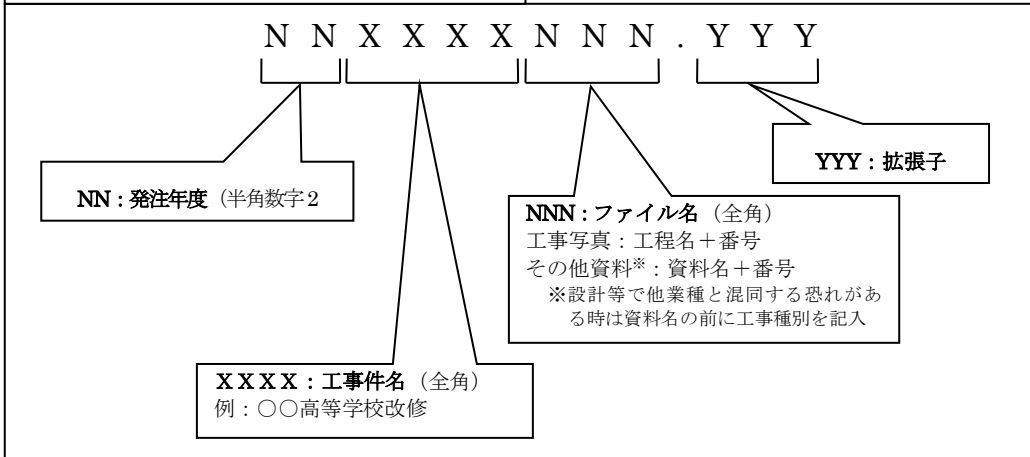 ＮＮＸＸＸＸＮＮＮ．ＹＹＹ
YYY：拡張子
NN：発注年度（半角数字２
NNN：ファイル名（全角）
工事写真：工程名＋番号
その他資料※：資料名＋番号
※設計等で他業種と混同する恐れがあ
る時は資料名の前に工事種別を記入
ＸＸＸＸ：工事件名（全角）
例：○○高等学校改修